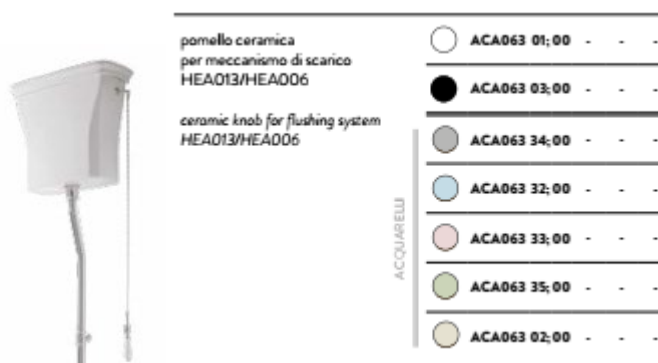 pomello ceramica
per meccanismo di scarico
HEA013/HEA006
ceramic knob for flushing system
HEA013/HEA006
ACQUARELLI
ACA063 01;00 - - -
ACA063 03;00 - - -
ACA063 34;00 - - -
ACA063 32;00 - - -
ACA063 33;00 - - -
ACA063 35;00 - - -
ACA063 02;00 - - -